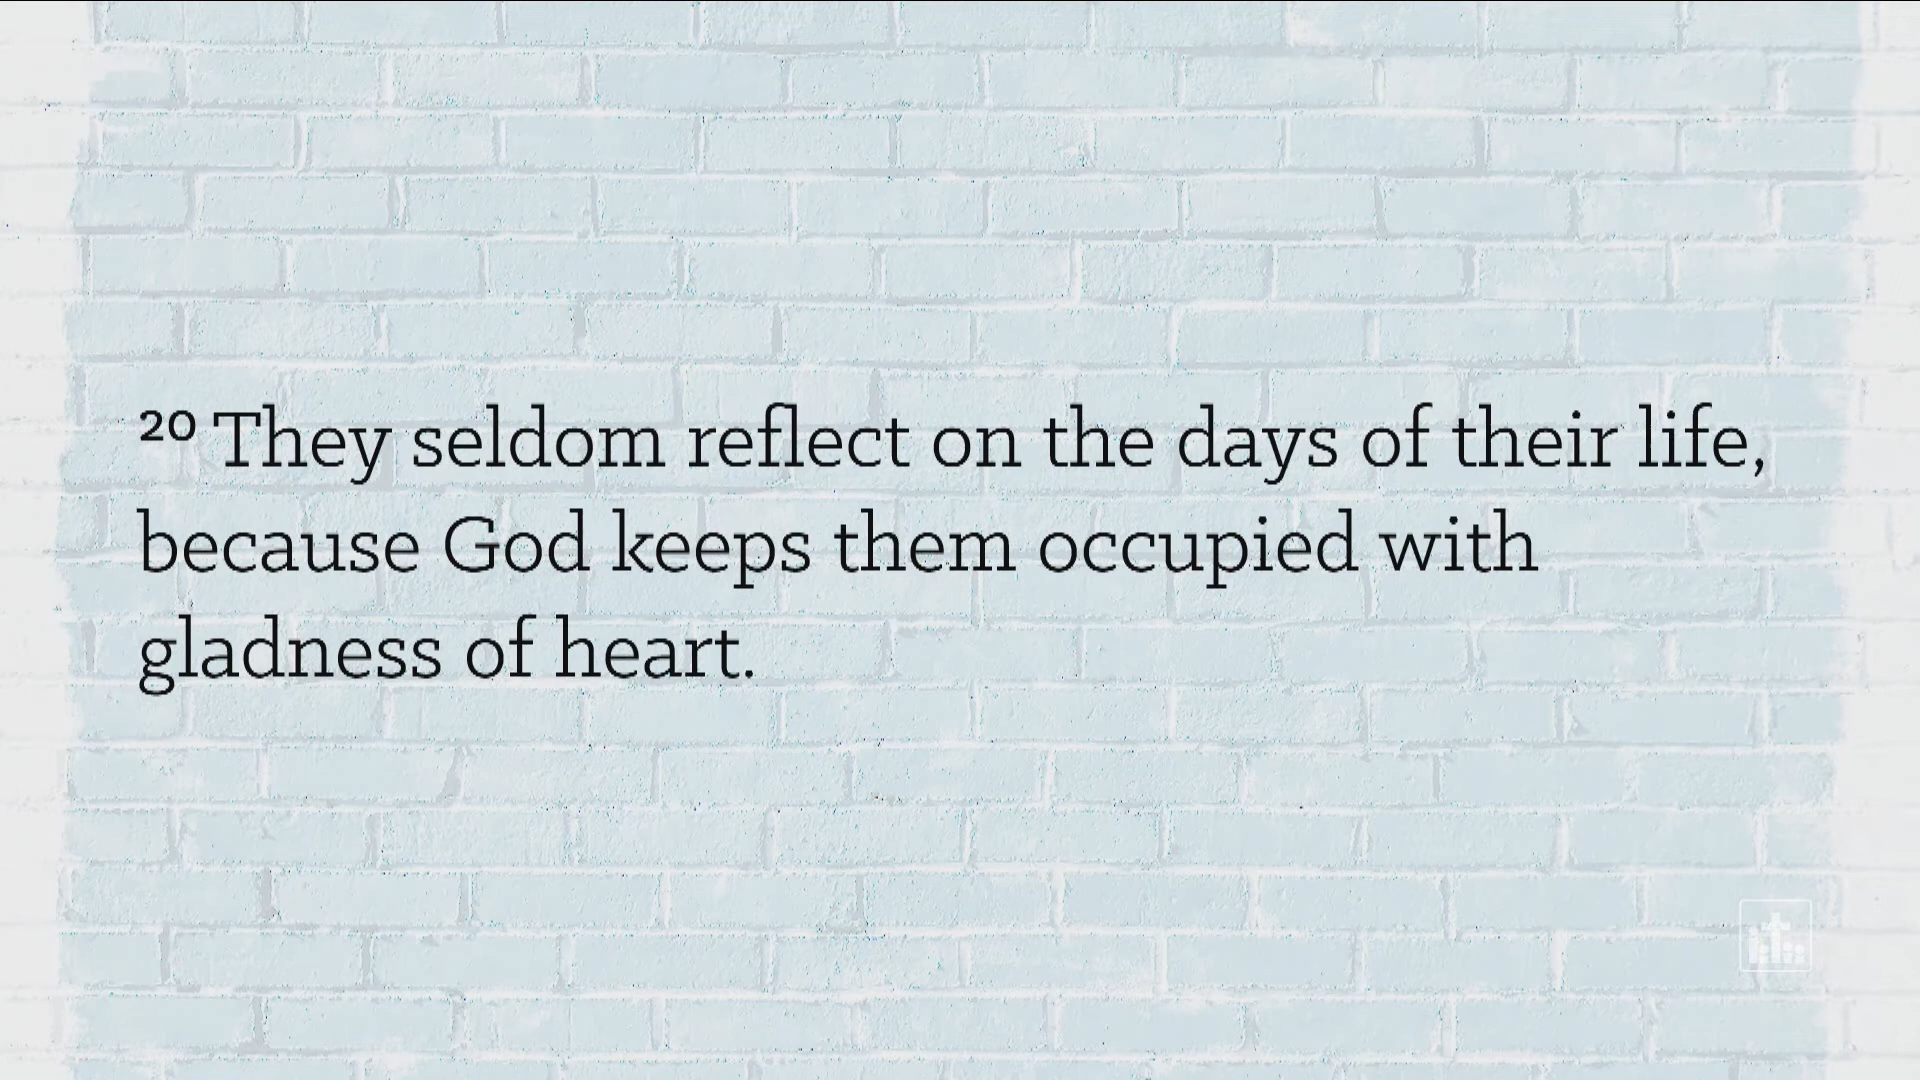 20 They seldom reflect on the days of their life,
because God keeps them occupied with
gladness of heart.